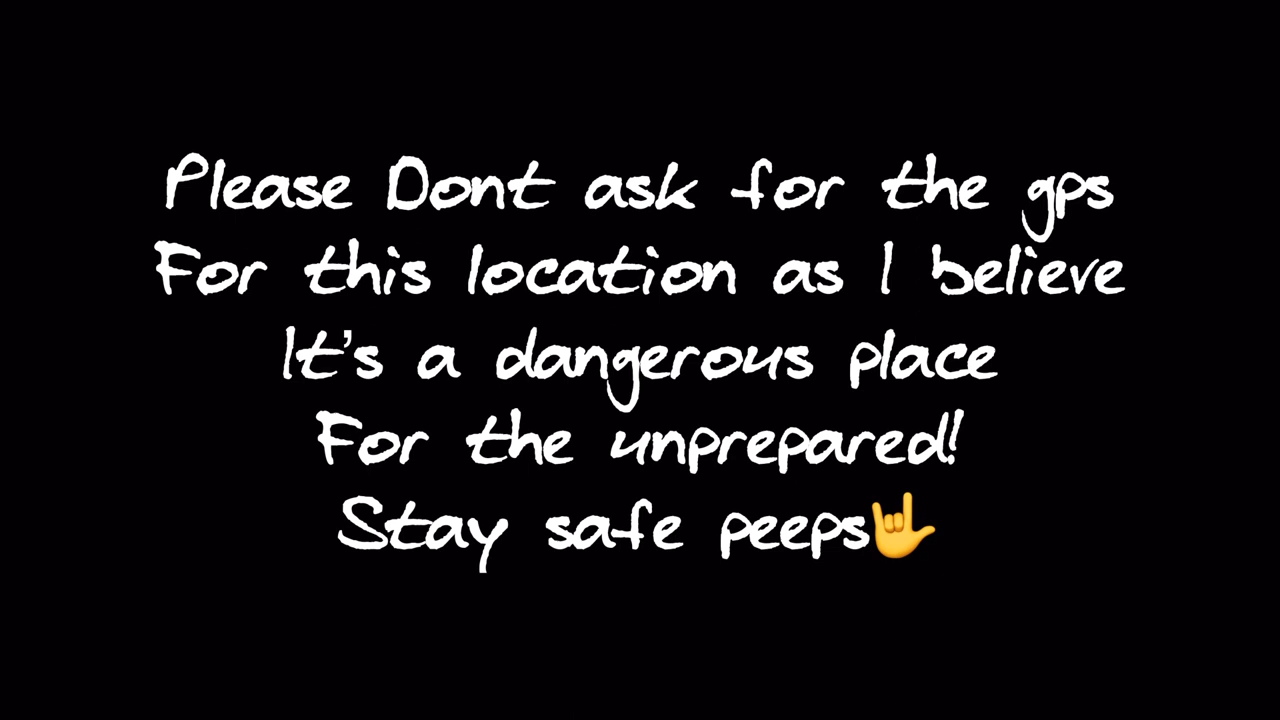 Please Dont ask for the gps
For this location as I believe
It's a dangerous place
For the unprepared!
Stay safe peeps🤟